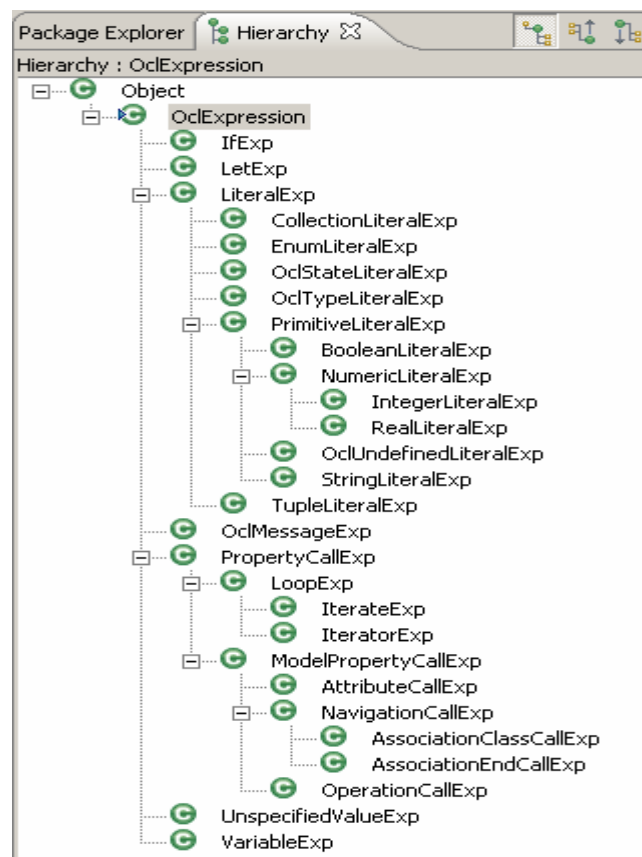 Package Explorer Hierarchy
Hierarchy : OclExpression
Object
OclExpression
IfExp
LetExp
LiteralExp
CollectionLiteralExp
EnumLiteralExp
OclStateLiteralExp
OclTypeLiteralExp
PrimitiveLiteralExp
BooleanLiteralExp
NumericLiteralExp
IntegerLiteralExp
RealLiteralExp
OclUndefinedLiteralExp
StringLiteralExp
TupleLiteralExp
OclMessageExp
PropertyCallExp
LoopExp
IterateExp
IteratorExp
ModelPropertyCallExp
AttributeCallExp
NavigationCallExp
AssociationClassCallExp
AssociationEndCallExp
OperationCallExp
UnspecifiedValueExp
VariableExp